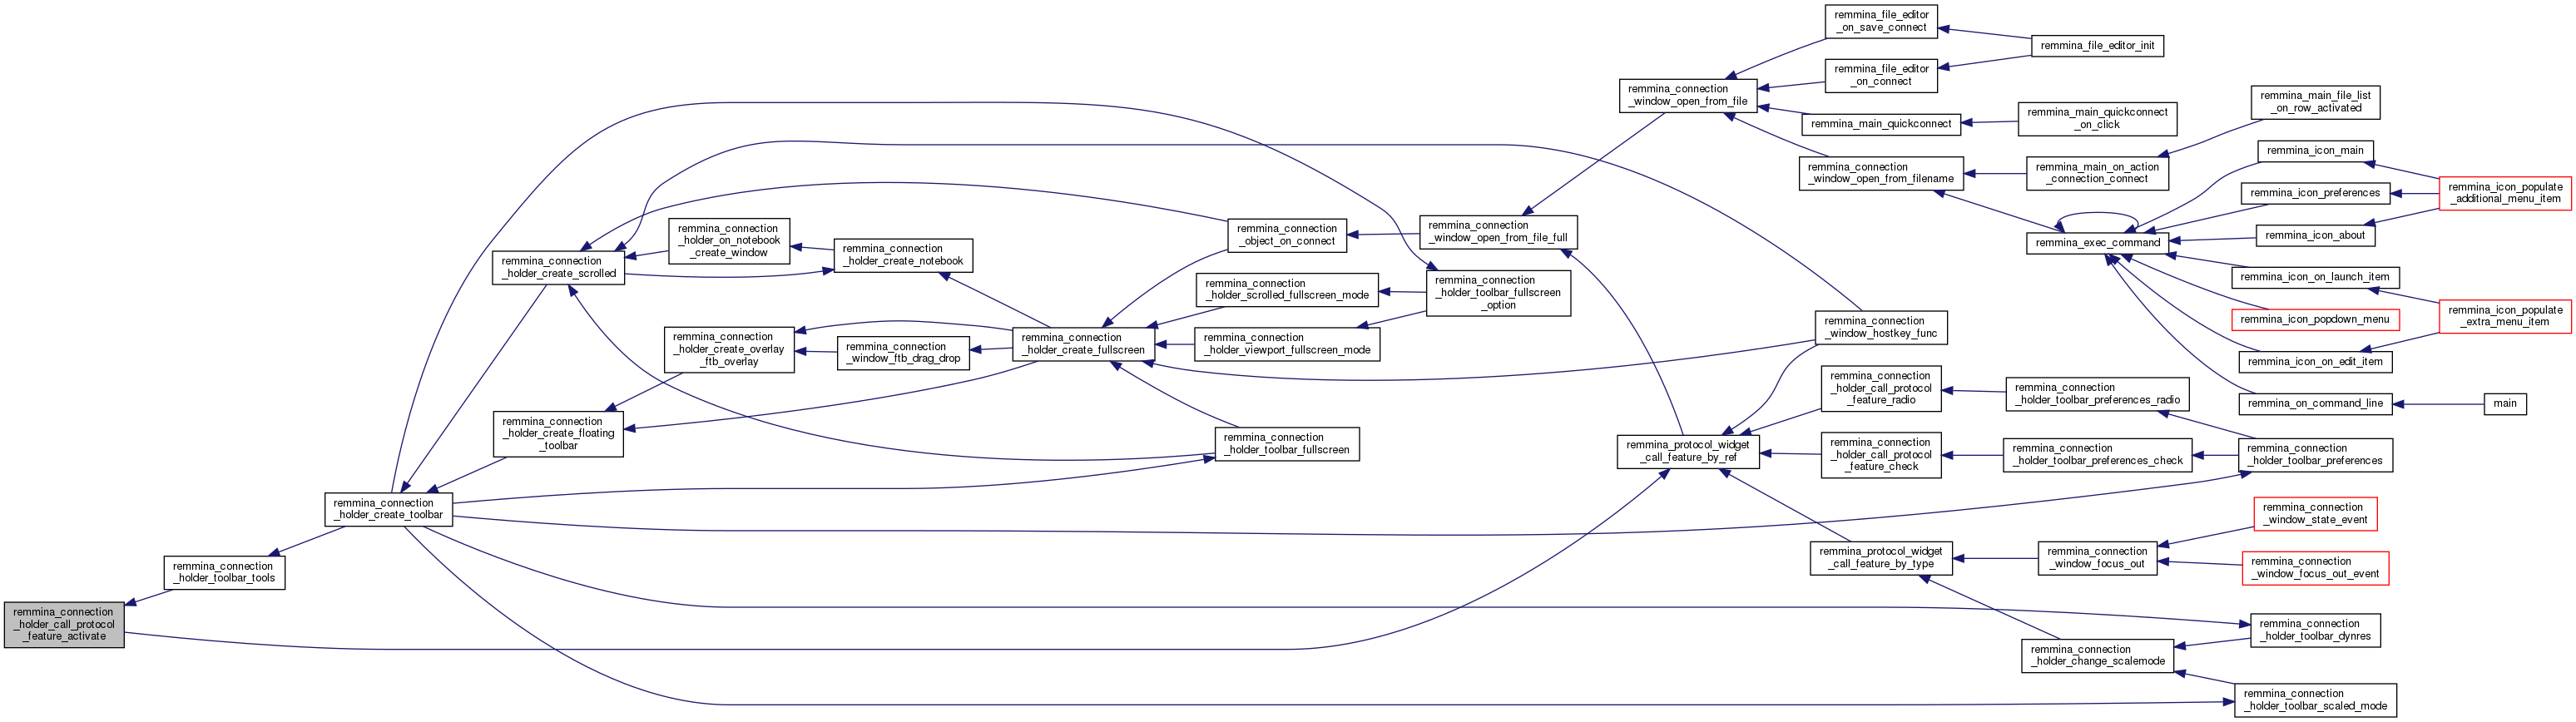 remmina_connection
_holder_call_protocol
_feature_activate
remmina_connection
_holder_toolbar_tools
remmina_connection
_holder_create_toolbar
remmina_connection
_holder_create_scrolled
remmina_connection
_holder_create_floating
_toolbar
remmina_connection
_holder_on_notebook
_create_window
remmina_connection
_holder_create_overlay
_ftb_overlay
remmina_connection
_holder_create_notebook
remmina_connection
_window_ftb_drag_drop
remmina_connection
_holder_create_fullscreen
remmina_connection
_object_on_connect
remmina_connection
_holder_scrolled_fullscreen_mode
remmina_connection
_holder_viewport_fullscreen_mode
remmina_connection
_holder_toolbar_fullscreen
remmina_connection
_window_open_from_file_full
remmina_connection
_holder_toolbar_fullscreen
_option
remmina_connection
_window_open_from_file
remmina_protocol_widget
_call_feature_by_ref
remmina_file_editor
_on_save_connect
remmina_file_editor
_on_connect
remmina_main_quickconnect
remmina_connection
_window_open_from_filename
remmina_connection
_window_hostkey_func
remmina_connection
_holder_call_protocol
_feature_radio
remmina_connection
_holder_call_protocol
_feature_check
remmina_protocol_widget
_call_feature_by_type
remmina_file_editor_init
remmina_main_quickconnect
_on_click
remmina_main_on_action
_connection_connect
remmina_exec_command
remmina_connection
_holder_toolbar_preferences_radio
remmina_connection
_holder_toolbar_preferences_check
remmina_connection
_window_focus_out
remmina_connection
_holder_change_scalemode
remmina_main_file_list
_on_row_activated
remmina_icon_main
remmina_icon_preferences
remmina_icon_about
remmina_icon_on_launch_item
remmina_icon_popdown_menu
remmina_icon_on_edit_item
remmina_on_command_line
remmina_connection
_holder_toolbar_preferences
remmina_connection
_window_state_event
remmina_connection
_window_focus_out_event
remmina_connection
_holder_toolbar_dynres
remmina_connection
_holder_toolbar_scaled_mode
remmina_icon_populate
_additional_menu_item
remmina_icon_populate
_extra_menu_item
main